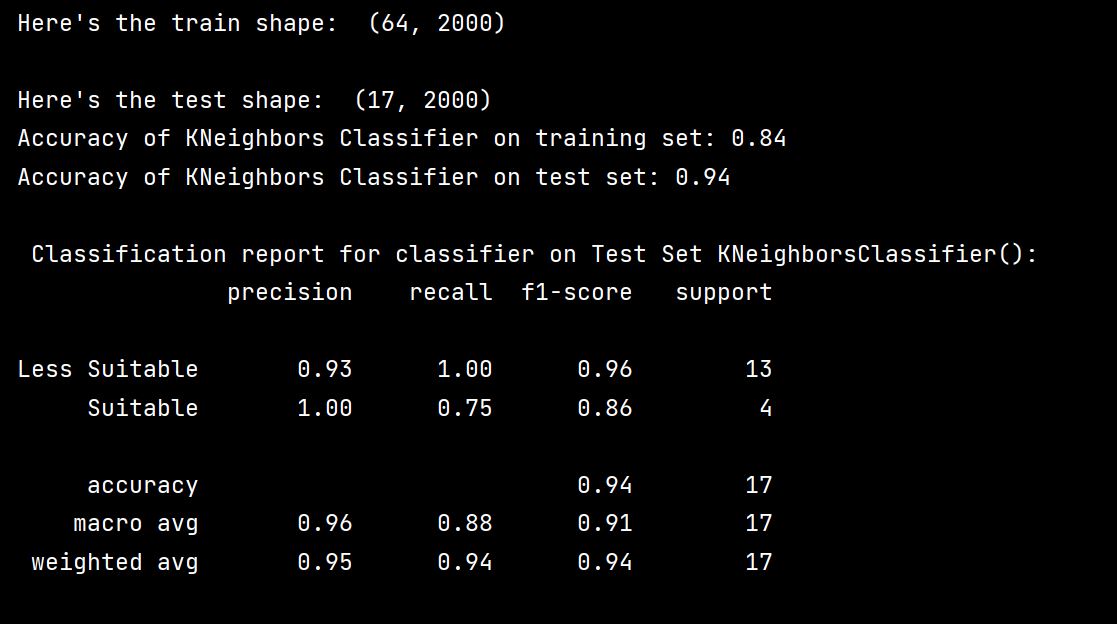 Here's the train shape:  (64, 2000)
Here's the test shape:  (17, 2000)
Accuracy of KNeighbors Classifier on training set: 0.84
Accuracy of KNeighbors Classifier on test set: 0.94
Classification report for classifier on Test Set KNeighborsClassifier():
precision    recall  f1-score   support
Less Suitable       0.93      1.00      0.96        13
Suitable       1.00      0.75      0.86         4
accuracy                           0.94        17
macro avg       0.96      0.88      0.91        17
weighted avg       0.95      0.94      0.94        17